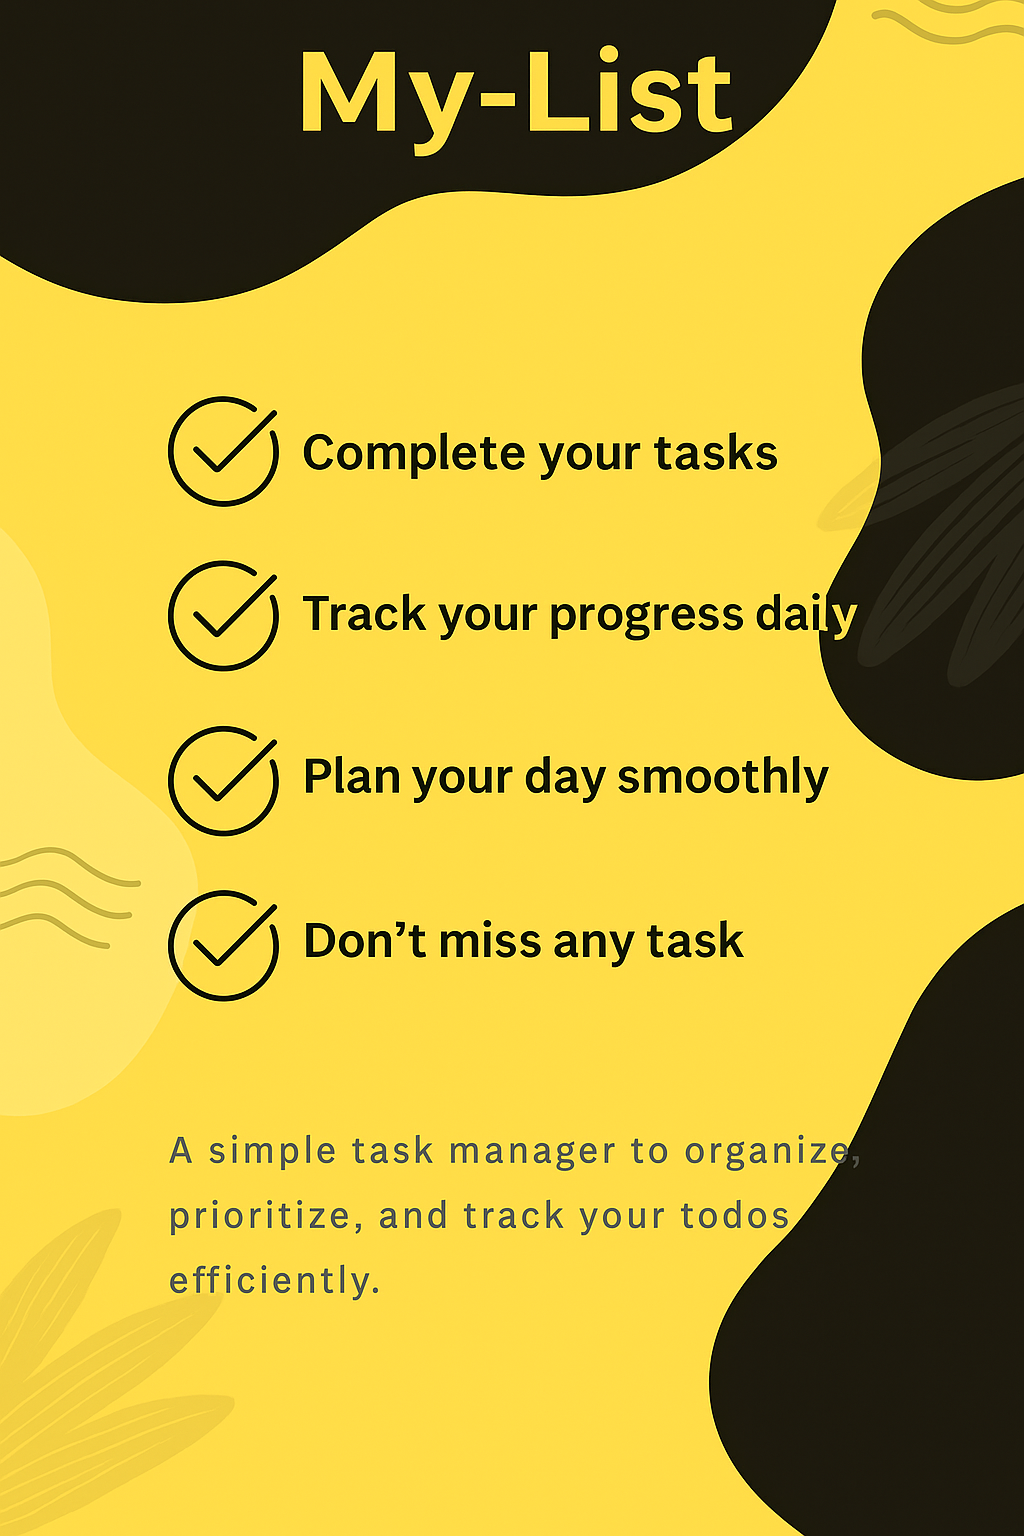 My-List
Complete your tasks
Track your progress daily
Plan your day smoothly
Don’t miss any task
A simple task manager to organize,
prioritize, and track your todos
efficiently.